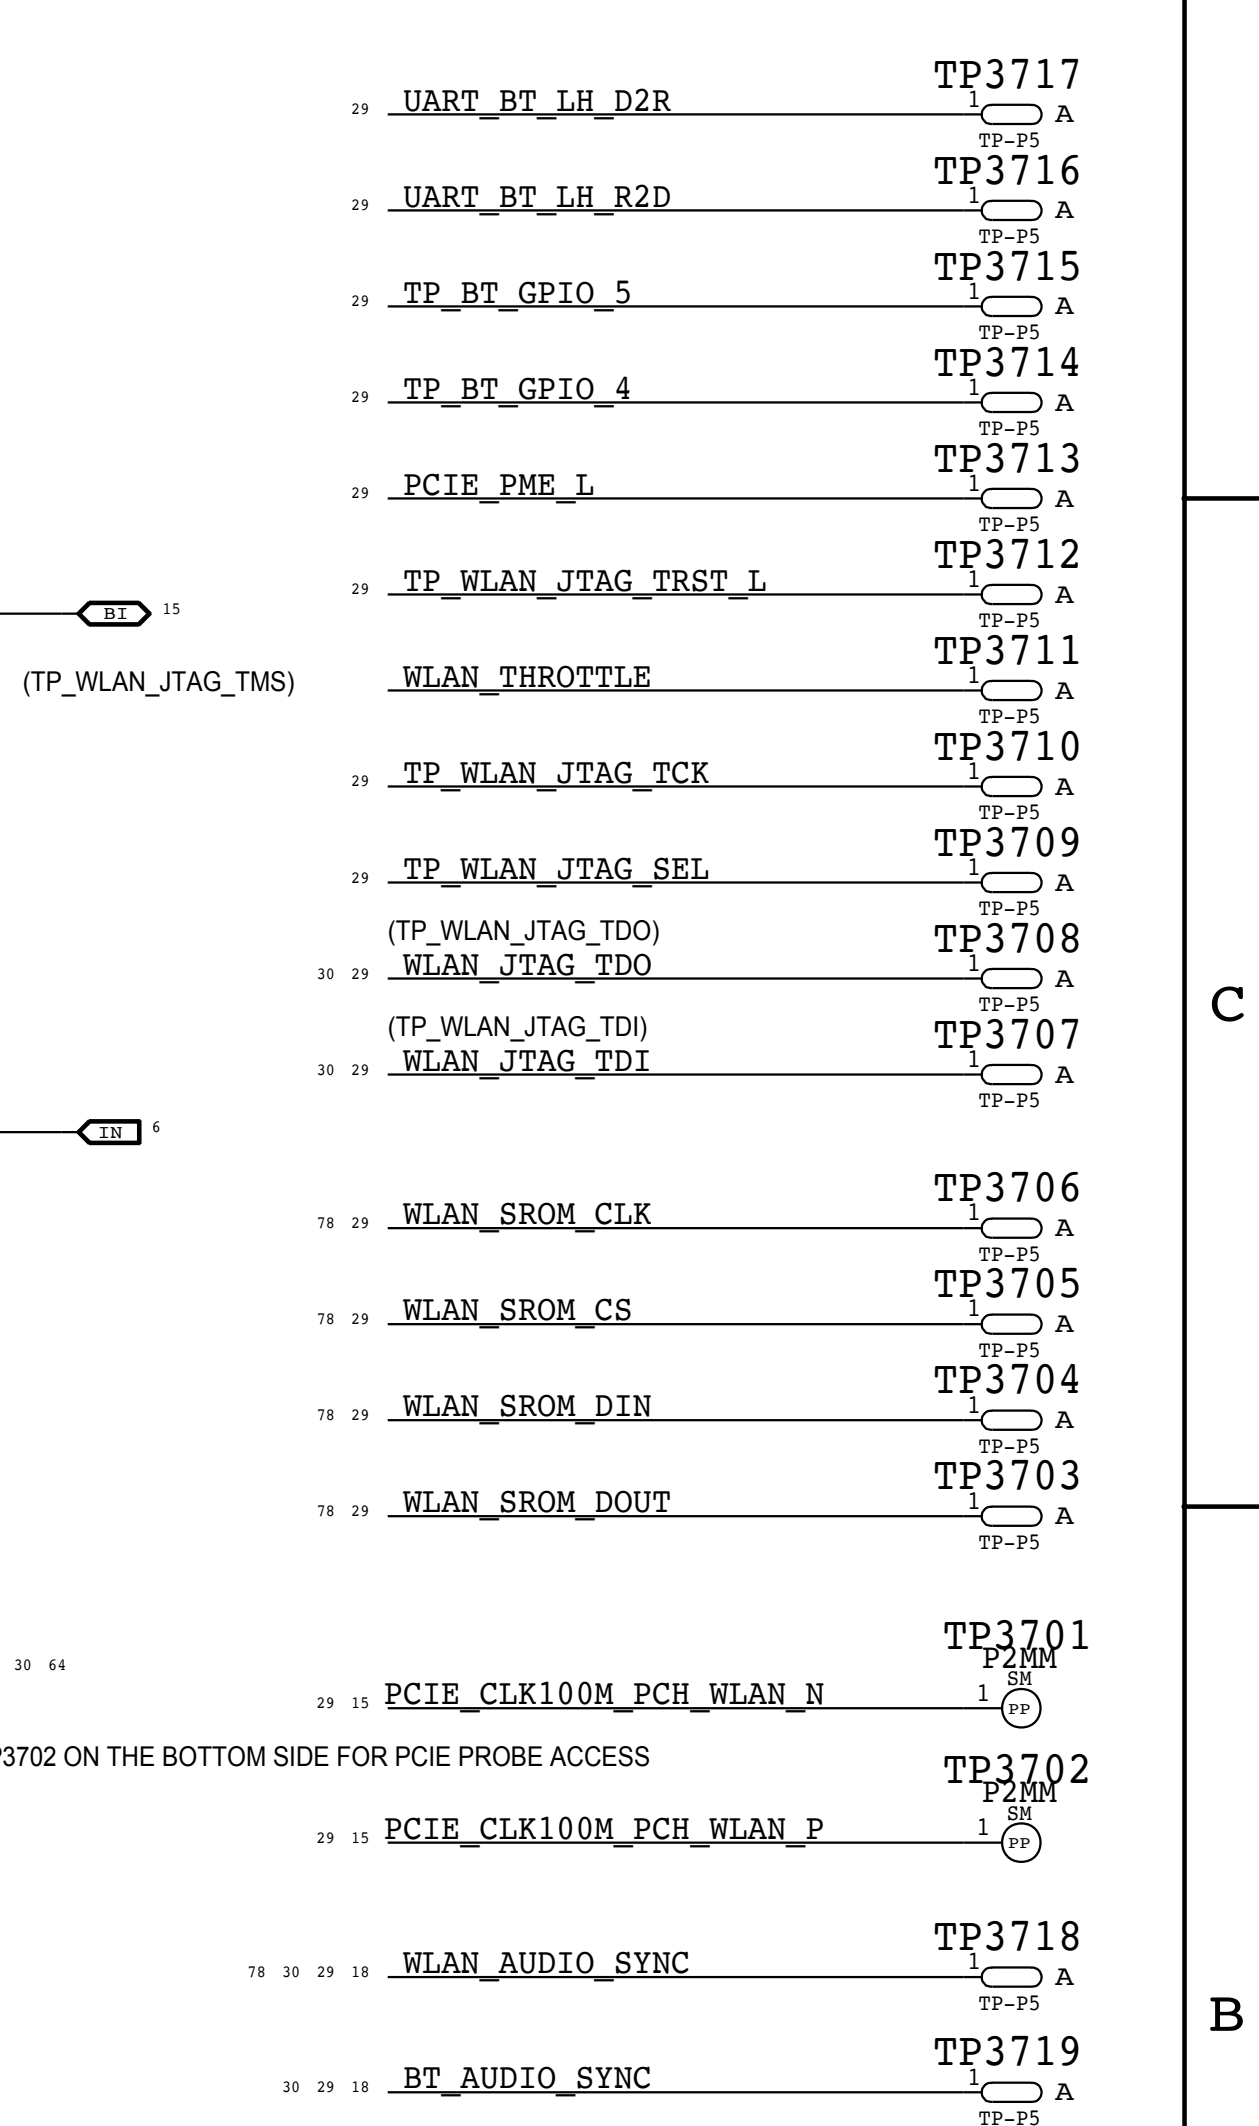 TP3717
29 UART_BT_LH_D2R 1 A
TP-P5
TP3716
29 UART_BT_LH_R2D 1 A
TP-P5
TP3715
29 TP_BT_GPIO_5 1 A
TP-P5
TP3714
29 TP_BT_GPIO_4 1 A
TP-P5
TP3713
29 PCIE_PME_L 1 A
TP-P5
TP3712
29 TP_WLAN_JTAG_TRST_L 1 A
BI 15
TP-P5
TP3711
(TP_WLAN_JTAG_TMS) WLAN_THROTTLE 1 A
TP-P5
TP3710
29 TP_WLAN_JTAG_TCK 1 A
TP-P5
TP3709
29 TP_WLAN_JTAG_SEL 1 A
TP-P5
(TP_WLAN_JTAG_TDO) TP3708
30 29 WLAN_JTAG_TDO 1 A
TP-P5
C
(TP_WLAN_JTAG_TDI) TP3707
30 29 WLAN_JTAG_TDI 1 A
TP-P5
IN 6
TP3706
78 29 WLAN_SROM_CLK 1 A
TP-P5
TP3705
78 29 WLAN_SROM_CS 1 A
TP-P5
TP3704
78 29 WLAN_SROM_DIN 1 A
TP-P5
TP3703
78 29 WLAN_SROM_DOUT 1 A
TP-P5
TP3701
P2MM
30 64
SM
29 15 PCIE_CLK100M_PCH_WLAN_N 1 PP
P3702 ON THE BOTTOM SIDE FOR PCIE PROBE ACCESS
TP3702
P2MM
SM
29 15 PCIE_CLK100M_PCH_WLAN_P 1 PP
TP3718
78 30 29 18 WLAN_AUDIO_SYNC 1 A
TP-P5
B
TP3719
30 29 18 BT_AUDIO_SYNC 1 A
TP-P5